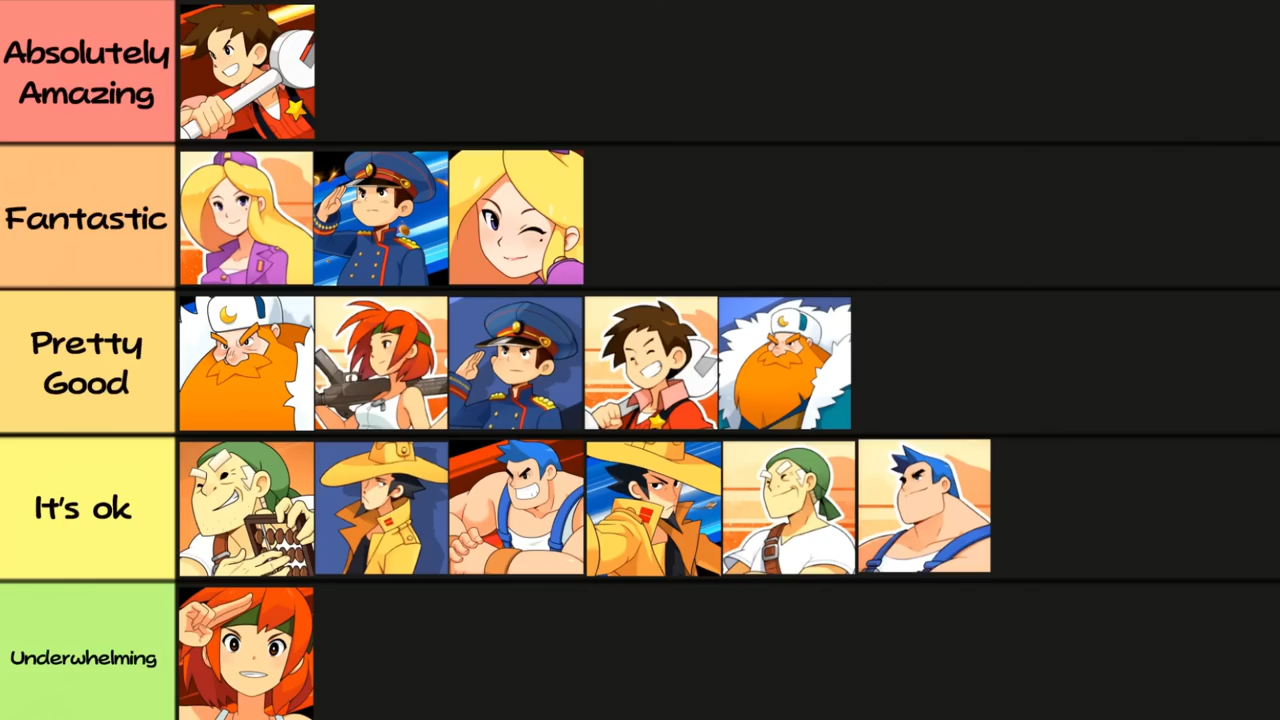 Absolutely
Amazing
Fantastic
Pretty
Good
It's ok
Underwhelming